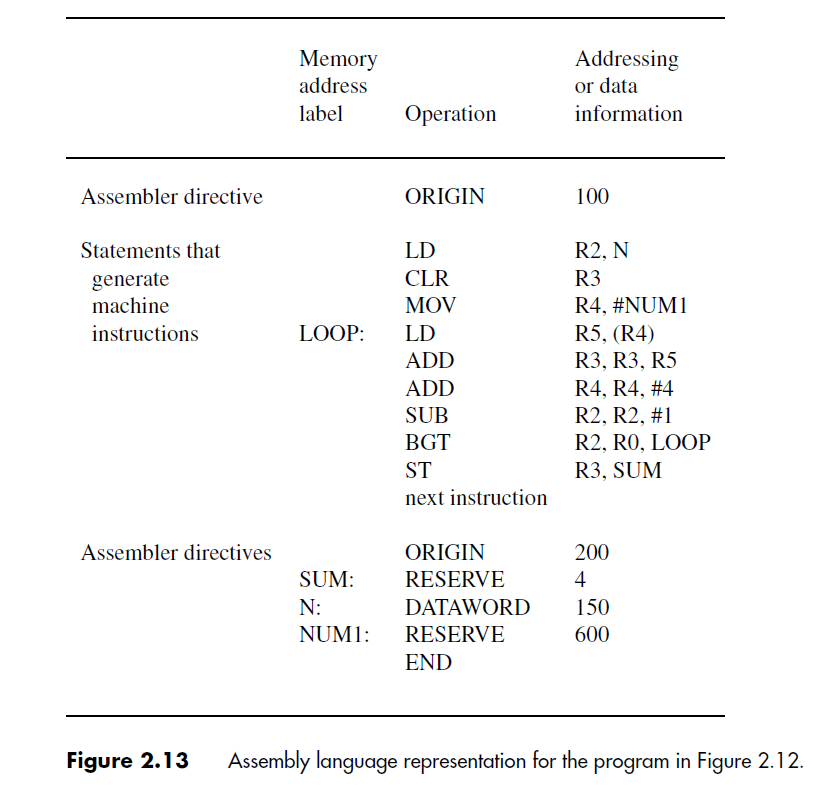 Memory
address
label
Operation
Addressing
or data
information
Assembler directive ORIGIN 100
Statements that LD R2, N
generate CLR R3
machine MOV R4, #NUM1
instructions LOOP: LD R5, (R4)
ADD R3, R3, R5
ADD R4, R4, #4
SUB R2, R2, #1
BGT R2, R0, LOOP
ST R3, SUM
next instruction
Assembler directives ORIGIN 200
SUM: RESERVE 4
N: DATAWORD 150
NUM1: RESERVE 600
END
Figure 2.13 Assembly language representation for the program in Figure 2.12.